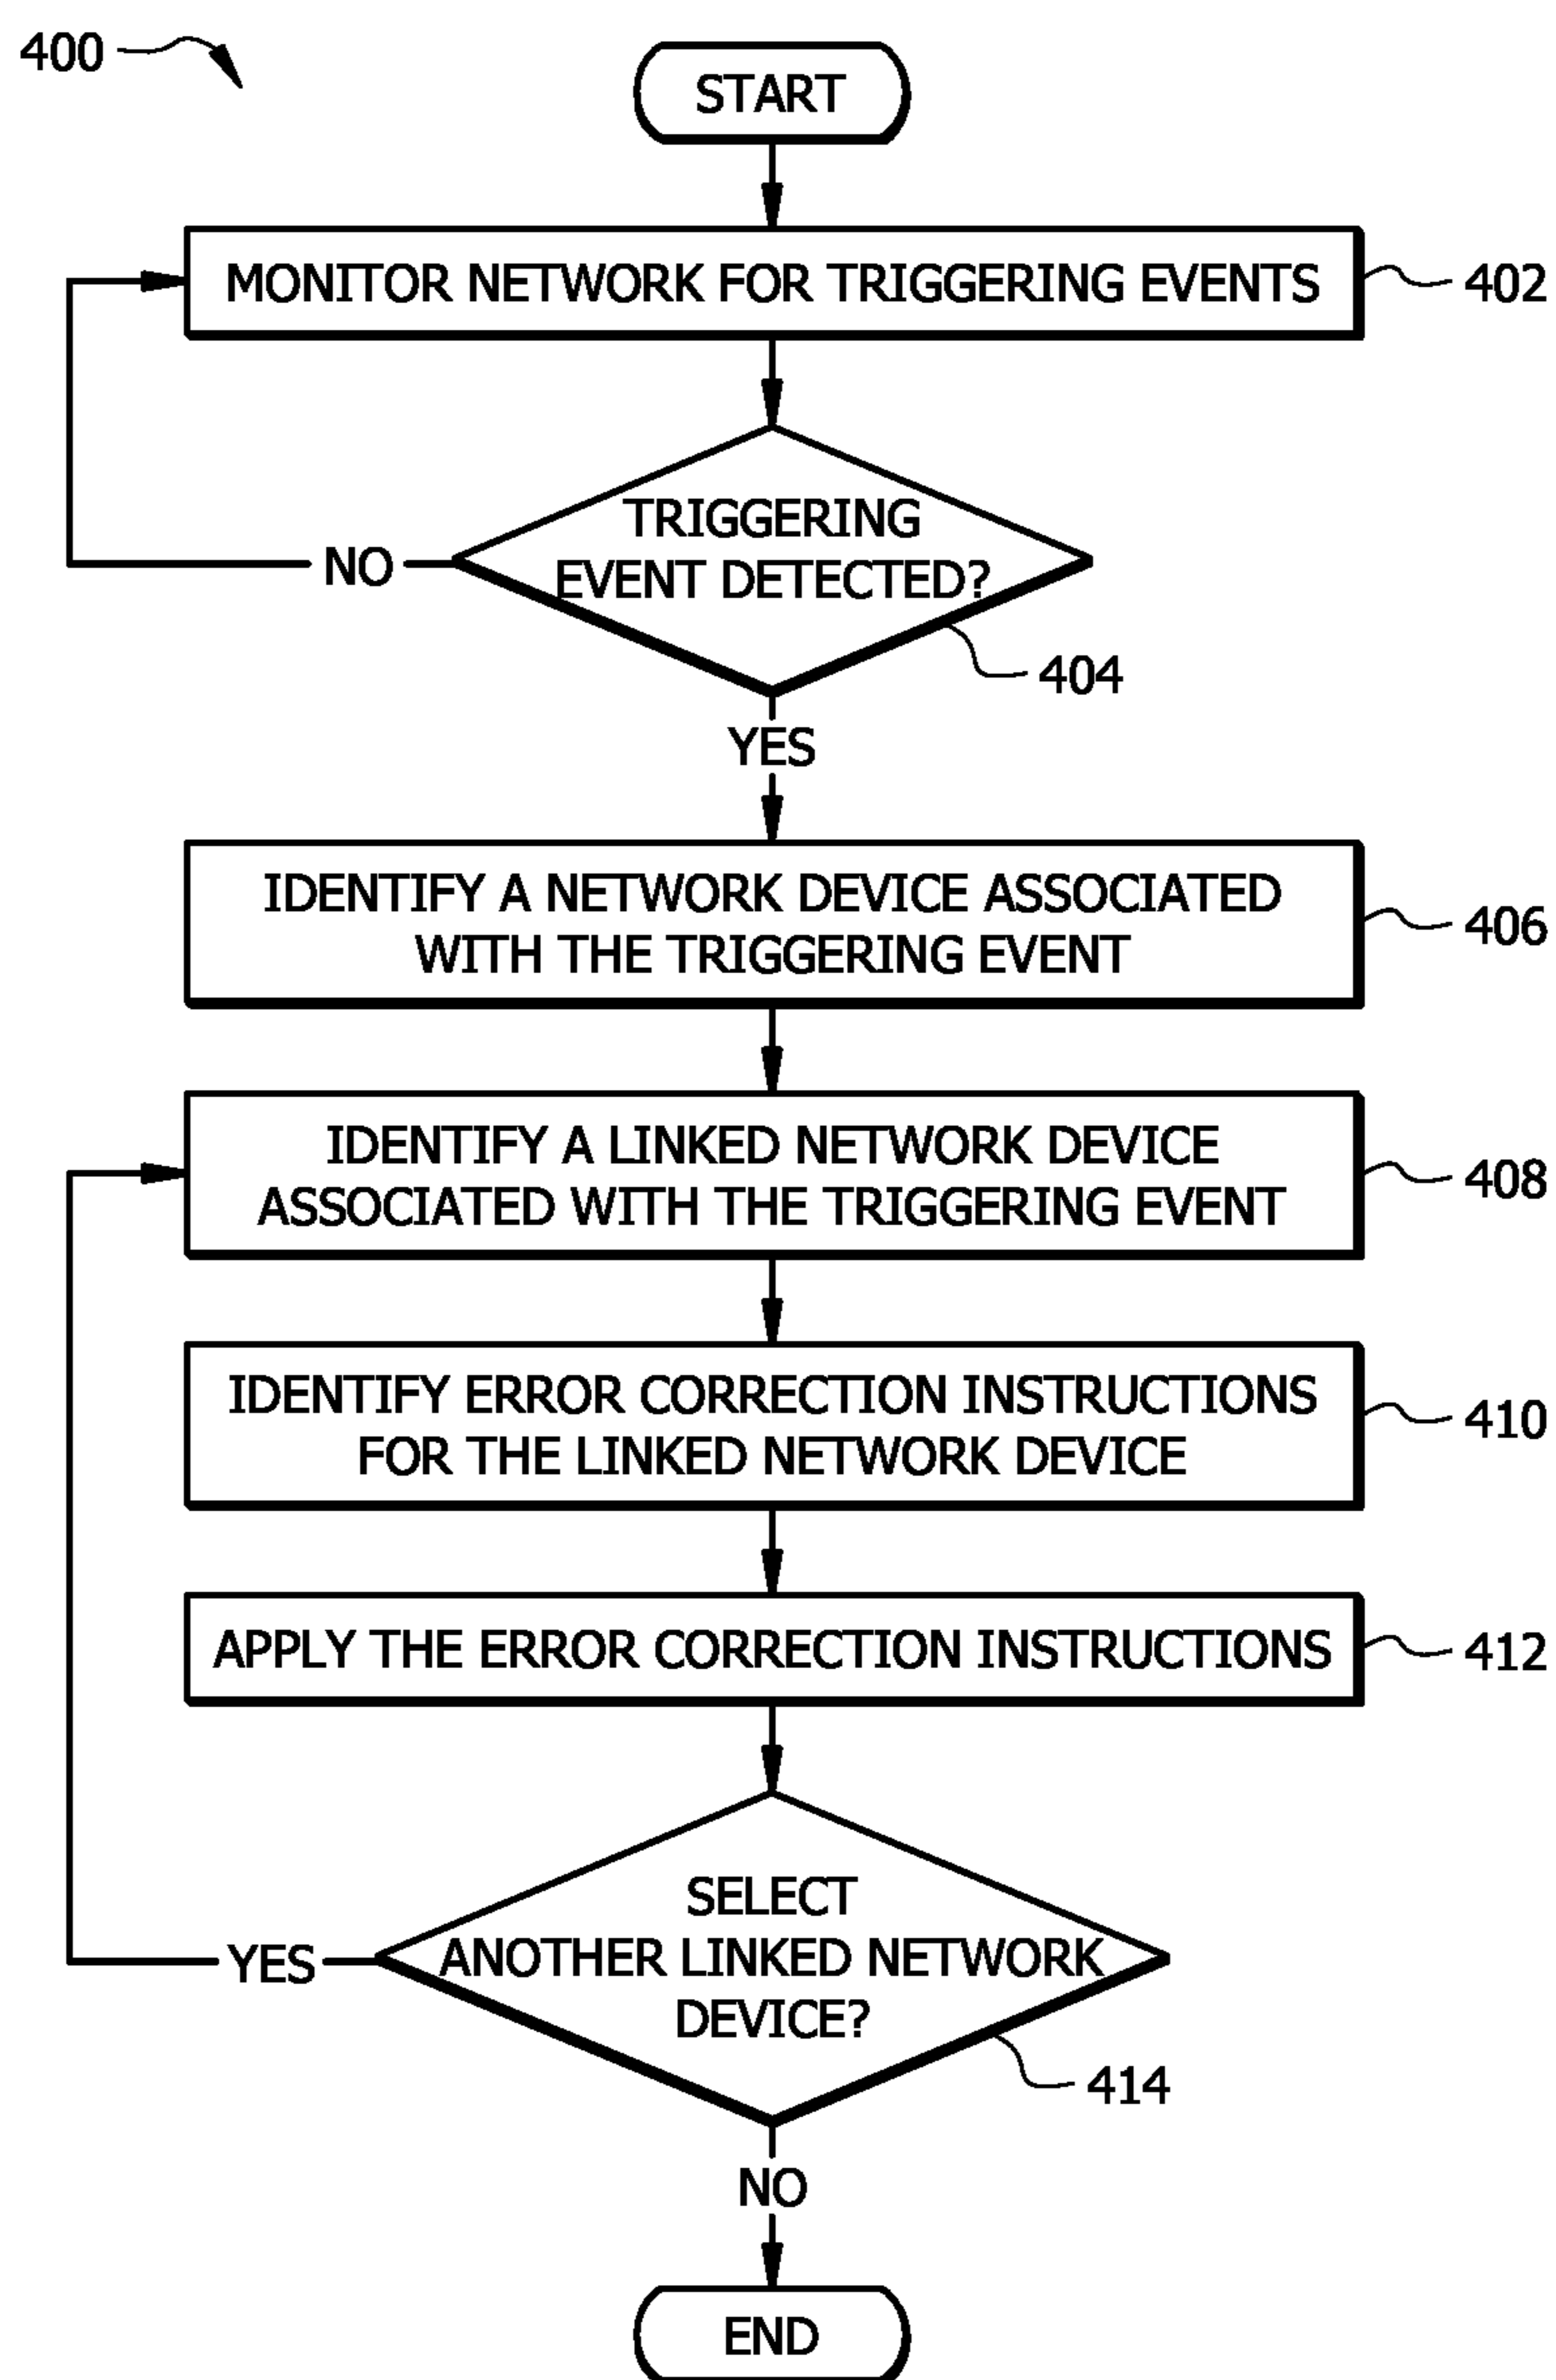 400
START
MONITOR NETWORK FOR TRIGGERING EVENTS
402
TRIGGERING
EVENT DETECTED?
NO
404
YES
IDENTIFY A NETWORK DEVICE ASSOCIATED
WITH THE TRIGGERING EVENT
406
IDENTIFY A LINKED NETWORK DEVICE
ASSOCIATED WITH THE TRIGGERING EVENT
408
IDENTIFY ERROR CORRECTION INSTRUCTIONS
FOR THE LINKED NETWORK DEVICE
410
APPLY THE ERROR CORRECTION INSTRUCTIONS
412
SELECT
ANOTHER LINKED NETWORK
DEVICE?
YES
414
NO
END